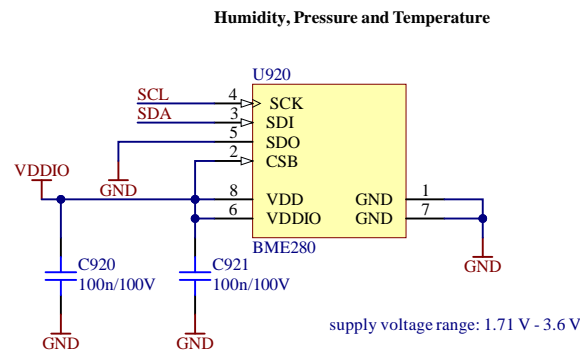 Humidity, Pressure and Temperature
U920
SCL 4 SCK
SDA 3 SDI
5 SDO
2 CSB
VDDIO
GND
8 VDD GND 1
6 VDDIO GND 7
BME280
GND
C920
100n/100V
C921
100n/100V
GND
GND
supply voltage range: 1.71 V - 3.6 V